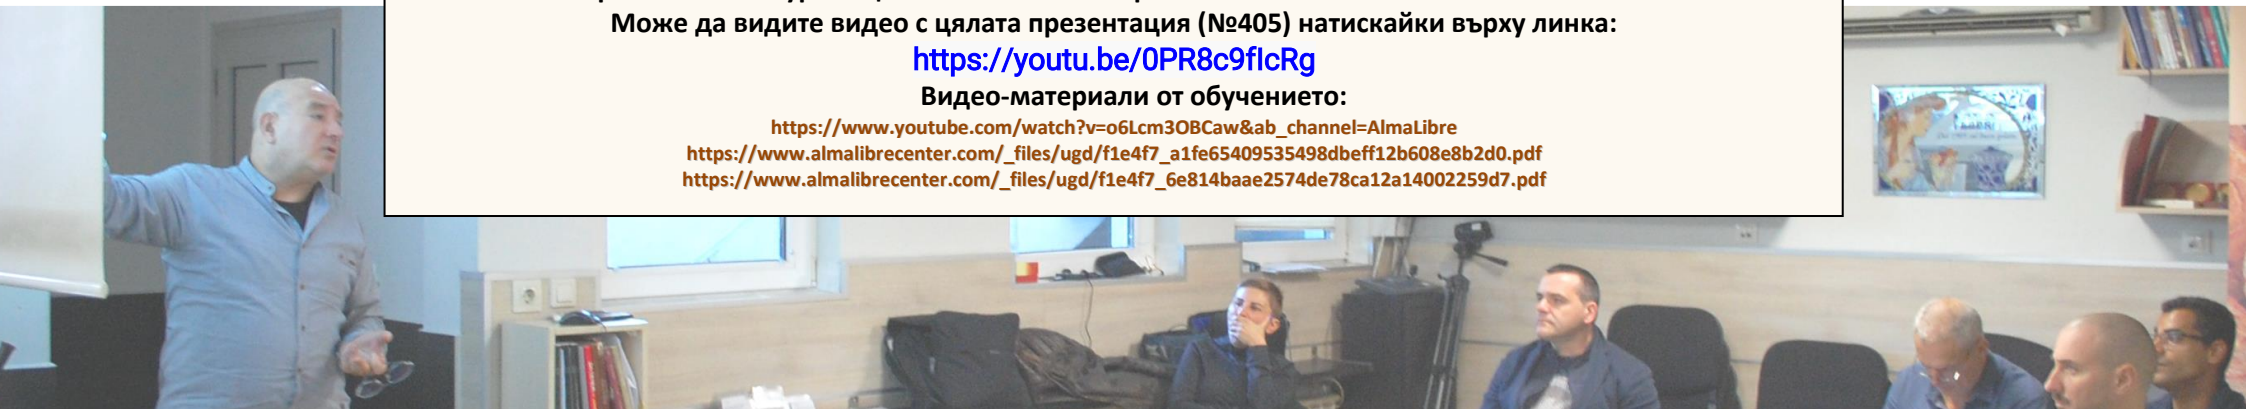 Може да видите видео с цялата презентация (№405) натискайки върху линка:
https://youtu.be/0PR8c9flcRg
Видео-материали от обучението:
https://www.youtube.com/watch?v=o6Lcm3OBCaw&ab_channel=AlmaLibre
https://www.almalibrecenter.com/_files/ugd/f1e4f7_a1fe65409535498dbeff12b608e8b2d0.pdf
https://www.almalibrecenter.com/_files/ugd/f1e4f7_6e814baae2574de78ca12a14002259d7.pdf